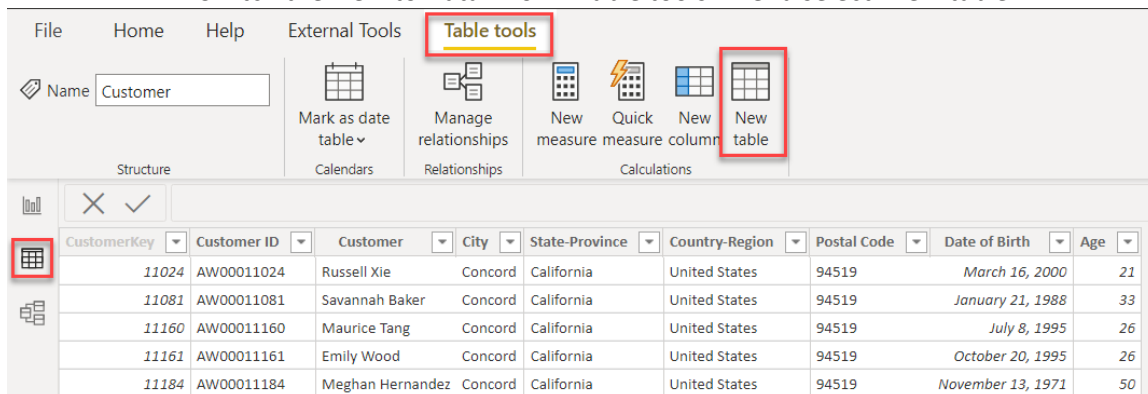 File Home Help External Tools Table tools
Name Customer
Mark as date table
Manage relationships
New measure
Quick measure
New column
New table
Structure Calendars Relationships Calculations
CustomerKey Customer ID Customer City State-Province Country-Region Postal Code Date of Birth Age
11024 AW00011024 Russell Xie Concord California United States 94519 March 16, 2000 21
11081 AW00011081 Savannah Baker Concord California United States 94519 January 21, 1988 33
11160 AW00011160 Maurice Tang Concord California United States 94519 July 8, 1995 26
11161 AW00011161 Emily Wood Concord California United States 94519 October 20, 1995 26
11184 AW00011184 Meghan Hernandez Concord California United States 94519 November 13, 1971 50